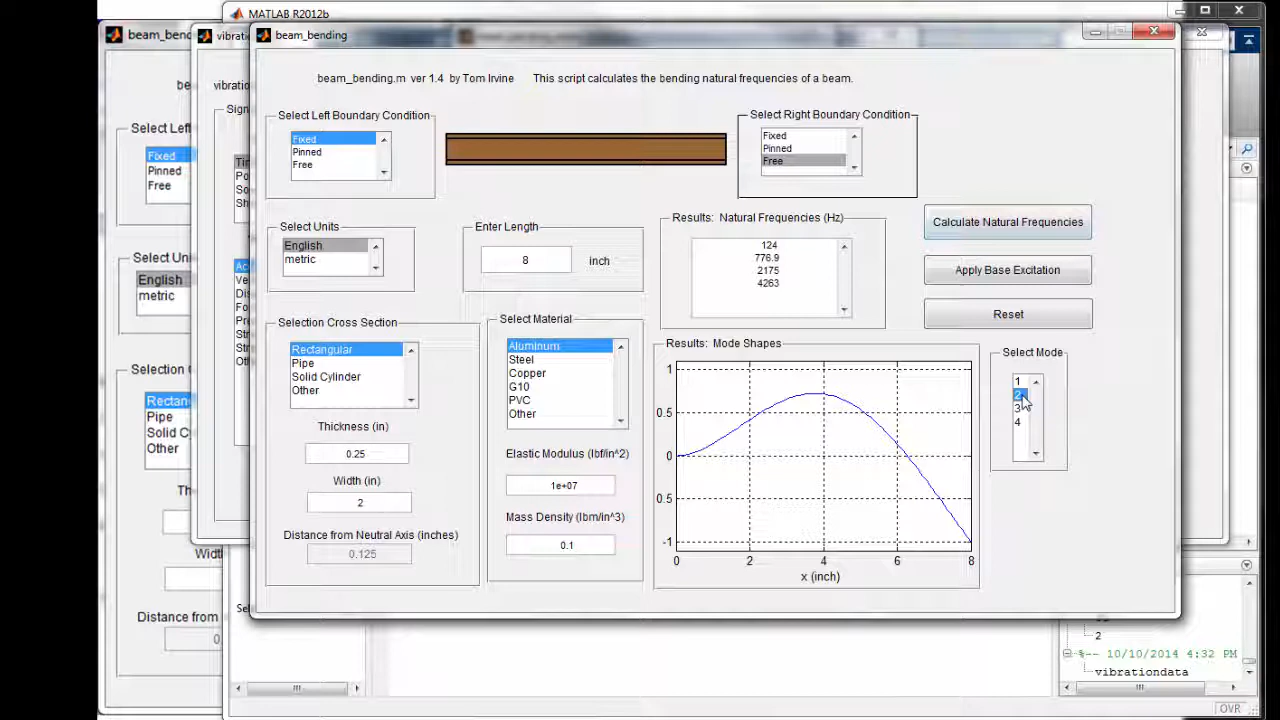 MATLAB R2012b
beam_bend
vibratio
beam_bending
beam_bending.m ver 1.4 by Tom Irvine This script calculates the bending natural frequencies of a beam.
be
vibratio
Sign
Select Left Boundary Condition
Select Right Boundary Condition
Fixed
Pinned
Free
Fixed
Pinned
Free
Select Left
Fixed
Pinned
Free
Select Units
English
metric
Enter Length
8
inch
Results: Natural Frequencies (Hz)
124
776.9
2175
4263
Calculate Natural Frequencies
Apply Base Excitation
Reset
Select Un
English
metric
Selection Cross Section
Rectangular
Pipe
Solid Cylinder
Other
Thickness (in)
0.25
Width (in)
2
Distance from Neutral Axis (inches)
0.125
Select Material
Aluminum
Steel
Copper
G10
PVC
Other
Elastic Modulus (lbf/in^2)
1e+07
Mass Density (lbm/in^3)
0.1
Results: Mode Shapes
1
0.5
0
0.5
-1
0 2 4 6 8
x (inch)
Select Mode
1
2
3
4
Selection
Rectang
Pipe
Solid C
Other
Th
Width
Distance from
0
Sel
2
%-- 10/10/2014 4:32 PM
vibrationdata
OVR